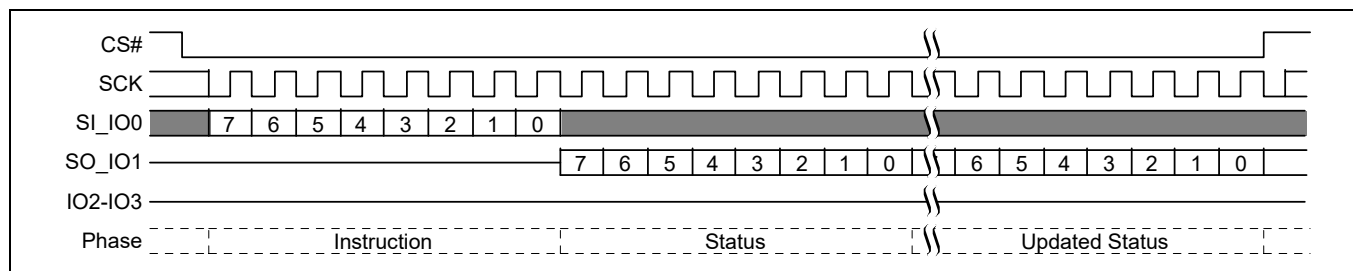 CS#
SCK
SI_IO0 7 6 5 4 3 2 1 0
SO_IO1 7 6 5 4 3 2 1 0 6 5 4 3 2 1 0
IO2-IO3
Phase Instruction Status Updated Status